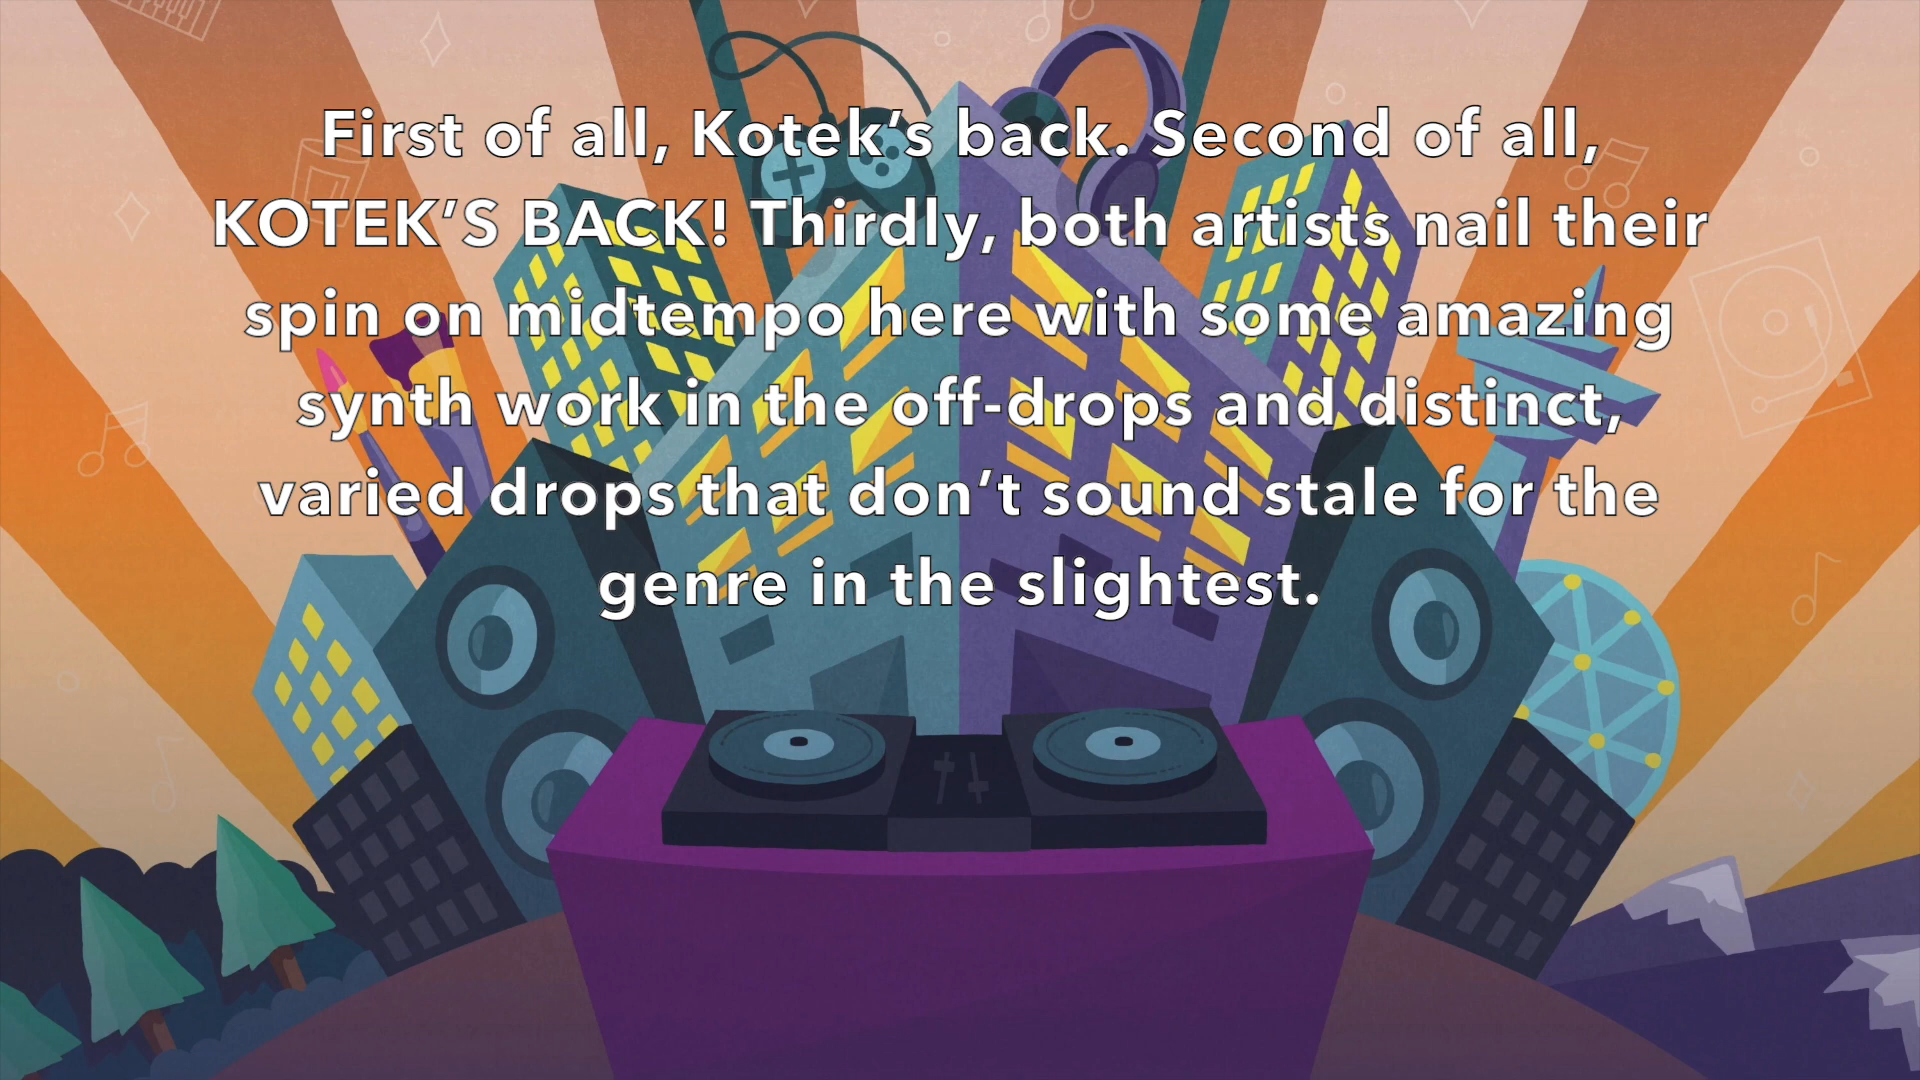 First of all, Kotek’s back. Second of all,
KOTEK’S BACK! Thirdly, both artists nail their
spin on midtempo here with some amazing
synth work in the off-drops and distinct,
varied drops that don’t sound stale for the
genre in the slightest.